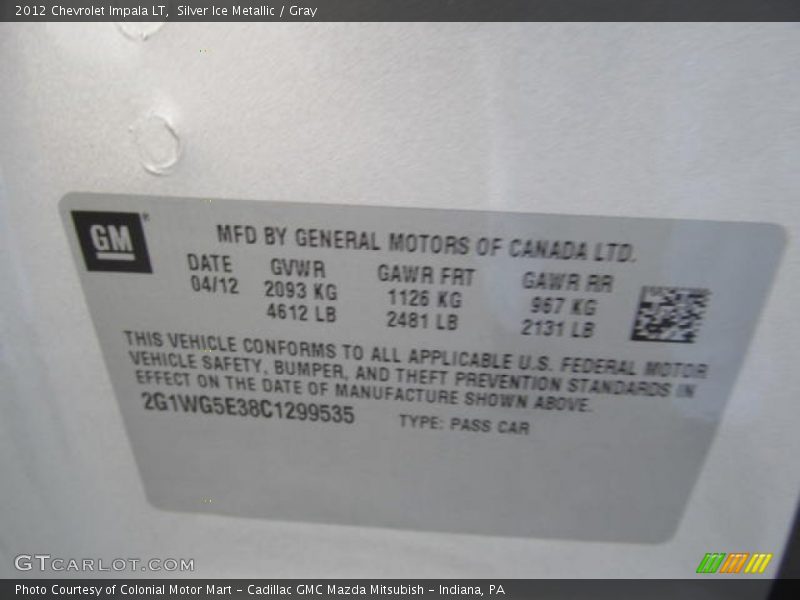 2012 Chevrolet Impala LT, Silver Ice Metallic / Gray
GM
MFD BY GENERAL MOTORS OF CANADA LTD.
DATE GVWR GAWR FRT GAWR RR
04/12 2093 KG 1126 KG 967 KG
4612 LB 2481 LB 2131 LB
THIS VEHICLE CONFORMS TO ALL APPLICABLE U.S. FEDERAL MOTOR
VEHICLE SAFETY, BUMPER, AND THEFT PREVENTION STANDARDS IN
EFFECT ON THE DATE OF MANUFACTURE SHOWN ABOVE.
2G1WG5E38C1299535 TYPE: PASS CAR
GTCARLOT.COM
Photo Courtesy of Colonial Motor Mart - Cadillac GMC Mazda Mitsubish - Indiana, PA